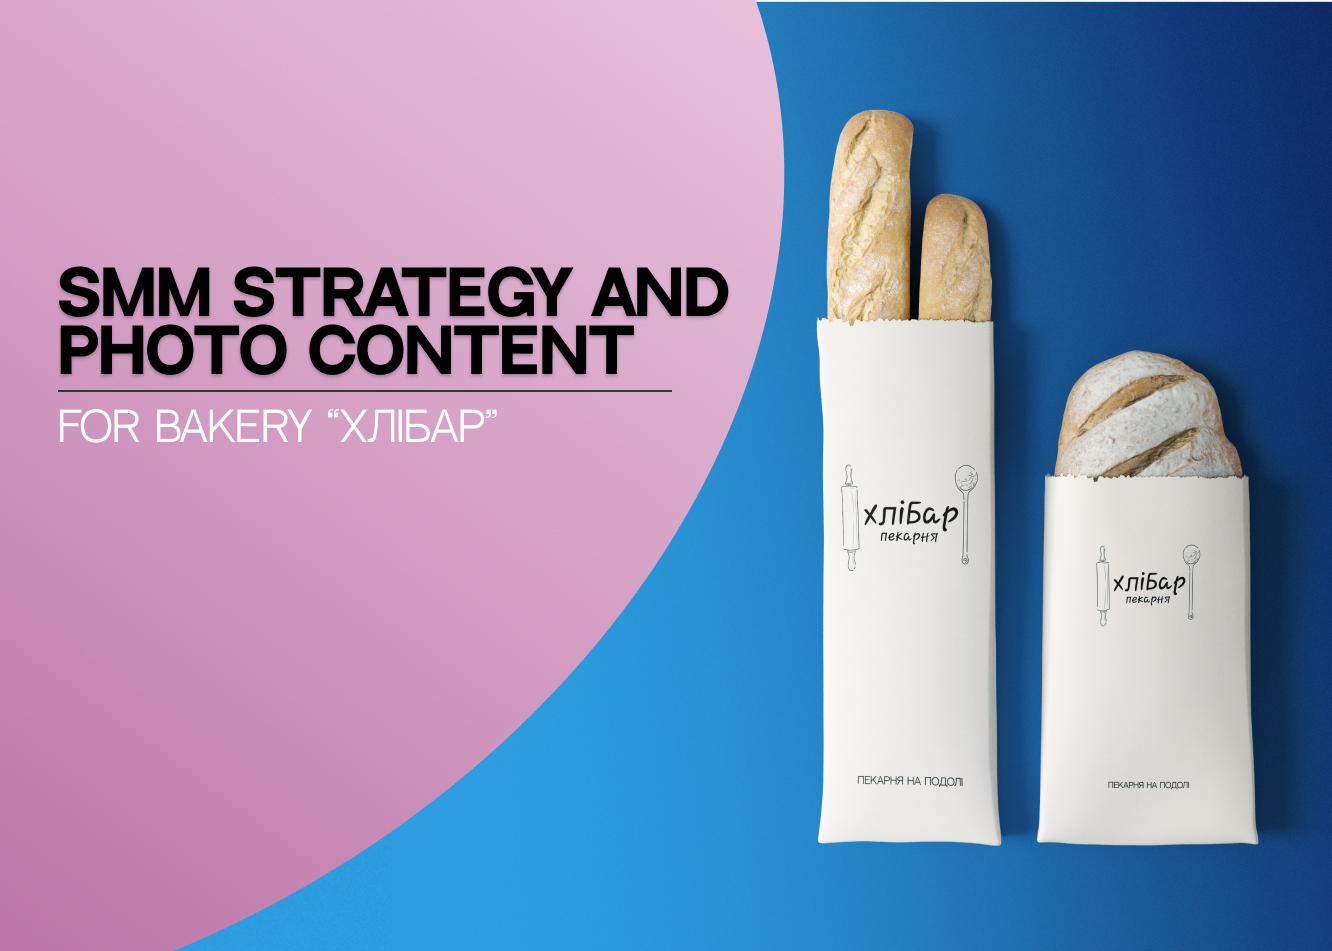 SMM STRATEGY AND
PHOTO CONTENT
FOR BAKERY “ХЛІБАР”
хліБар
пекарня
ПЕКАРНЯ НА ПОДОЛІ
хліБар
пекарня
ПЕКАРНЯ НА ПОДОЛІ